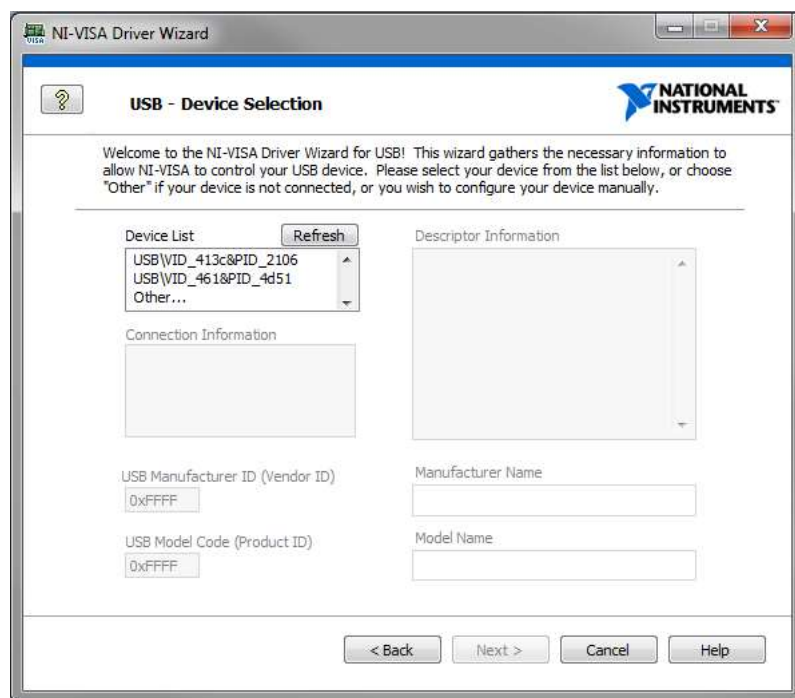 NI-VISA Driver Wizard
VISA
?
USB - Device Selection
NATIONAL
INSTRUMENTS
Welcome to the NI-VISA Driver Wizard for USB! This wizard gathers the necessary information to
allow NI-VISA to control your USB device. Please select your device from the list below, or choose
"Other" if your device is not connected, or you wish to configure your device manually.
Device List
Refresh
USB\VID_413c&PID_2106
USB\VID_461&PID_4d51
Other...
Connection Information
Descriptor Information
USB Manufacturer ID (Vendor ID)
0xFFFF
USB Model Code (Product ID)
0xFFFF
Manufacturer Name
Model Name
< Back
Next >
Cancel
Help